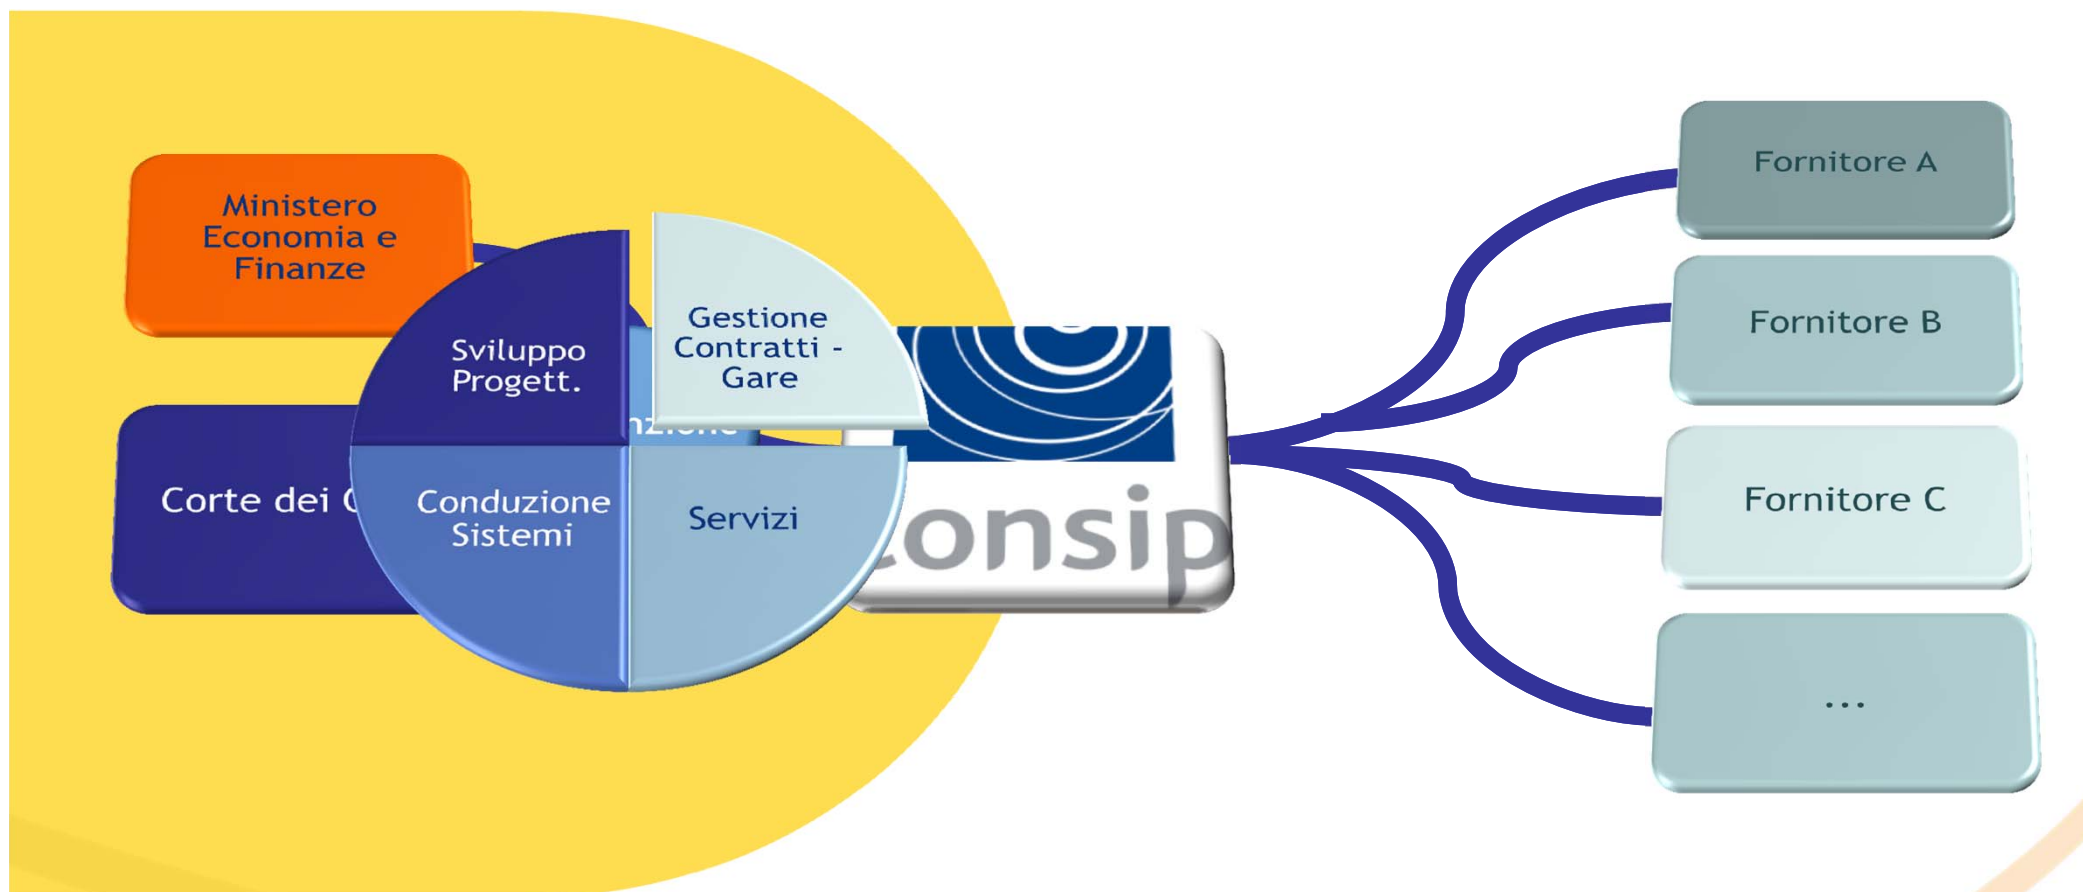 Ministero
Economia e
Finanze
Corte dei
Sviluppo
Progett.
Gestione
Contratti -
Gare
Conduzione
Sistemi
Servizi
onsip
Fornitore A
Fornitore B
Fornitore C
...